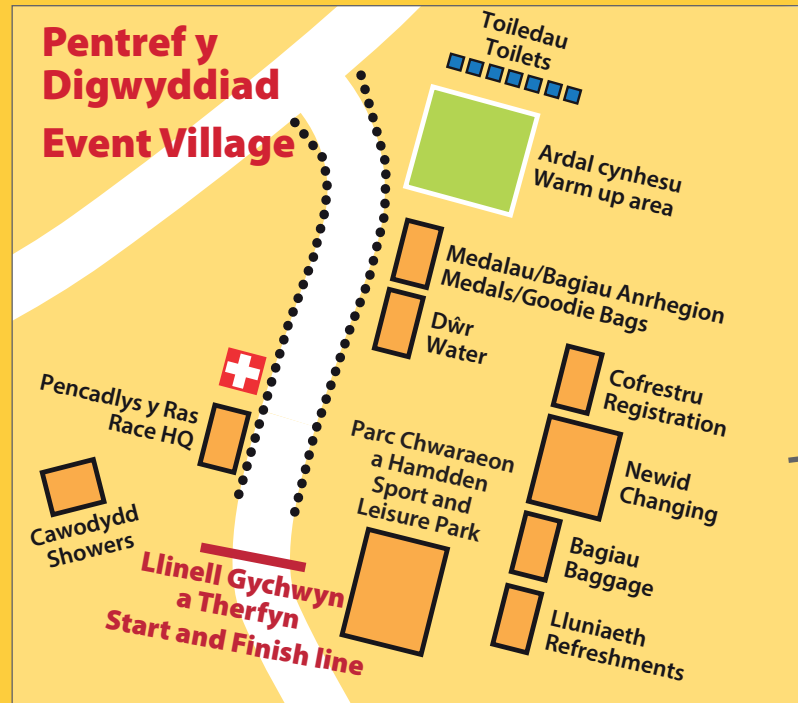 Pentref y
Digwyddiad
Event Village
Toiledau
Toilets
Ardal cynhesu
Warm up area
Medalau/Bagiau Anrhegion
Medals/Goodie Bags
Dŵr
Water
Cofrestru
Registration
Pencadlys y Ras
Race HQ
Parc Chwaraeon
a Hamdden
Sport and
Leisure Park
Newid
Changing
Cawodydd
Showers
Bagiau
Baggage
Llinell Gychwyn
a Therfyn
Start and Finish line
Lluniaeth
Refreshments